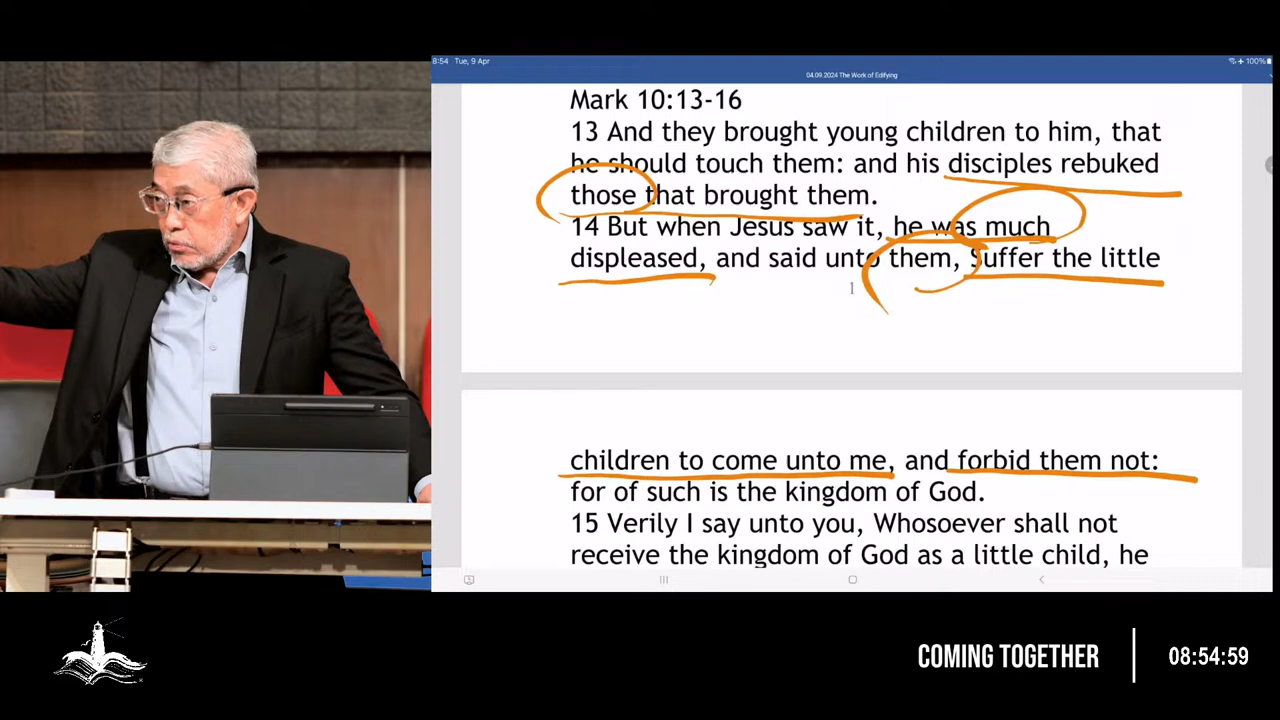 8:54 Tue, 9 Apr
100%
04.09.2024 The Work of Edifying
Mark 10:13-16
13 And they brought young children to him, that
he should touch them: and his disciples rebuked
those that brought them.
14 But when Jesus saw it, he was much
displeased, and said unto them, Suffer the little
1
children to come unto me, and forbid them not:
for of such is the kingdom of God.
15 Verily I say unto you, Whosoever shall not
receive the kingdom of God as a little child, he
COMING TOGETHER
08:54:59